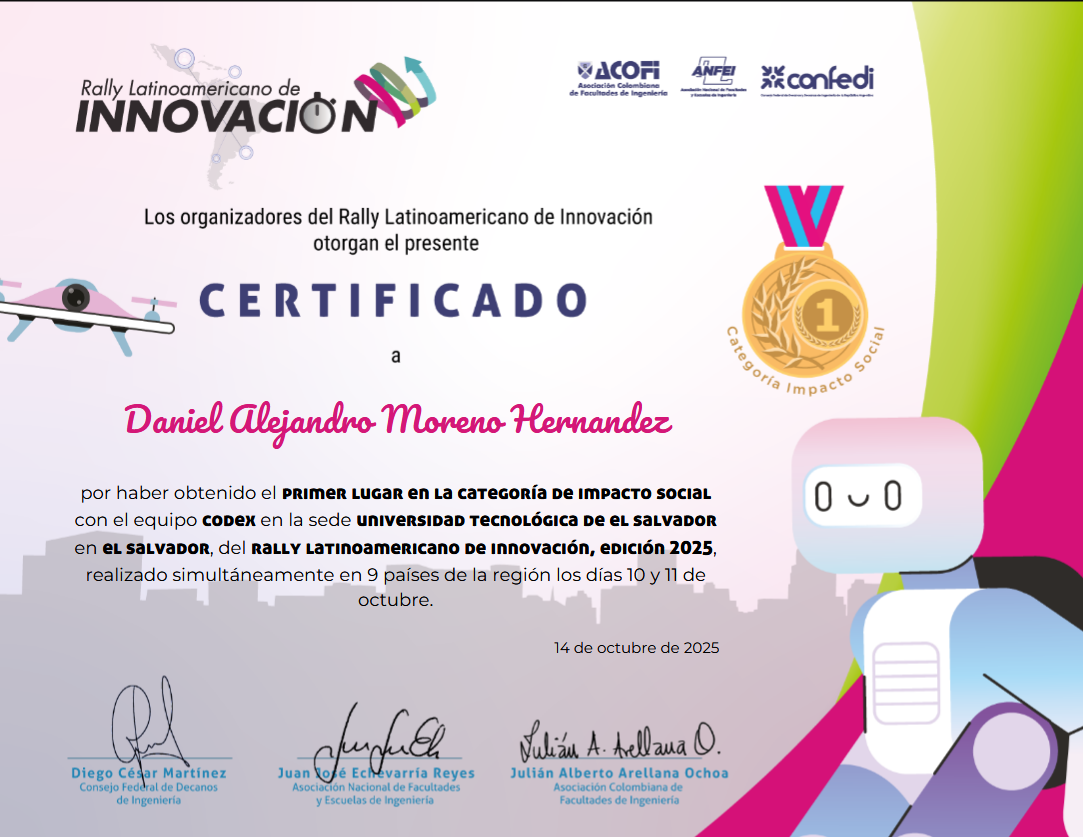 Rally Latinoamericano de
INNOVACIÓN
ACOFI
Asociación Colombiana
de Facultades de Ingeniería
ANFEI
Asociación Nacional de Facultades
y Escuelas de Ingeniería
confedi
Los organizadores del Rally Latinoamericano de Innovación
otorgan el presente
CERTIFICADO
a
1
Categoría Impacto Social
Daniel Alejandro Moreno Hernandez
por haber obtenido el PRIMER LUGAR EN LA CATEGORÍA DE IMPACTO SOCIAL
con el equipo CODEX en la sede UNIVERSIDAD TECNOLÓGICA DE EL SALVADOR
en EL SALVADOR, del RALLY LATINOAMERICANO DE INNOVACIÓN, EDICIÓN 2025,
realizado simultáneamente en 9 países de la región los días 10 y 11 de
octubre.
14 de octubre de 2025
Julián A. Arellana O.
Diego César Martínez
Consejo Federal de Decanos
de Ingeniería
Juan José Echevarría Reyes
Asociación Nacional de Facultades
y Escuelas de Ingeniería
Julián Alberto Arellana Ochoa
Asociación Colombiana de
Facultades de Ingeniería